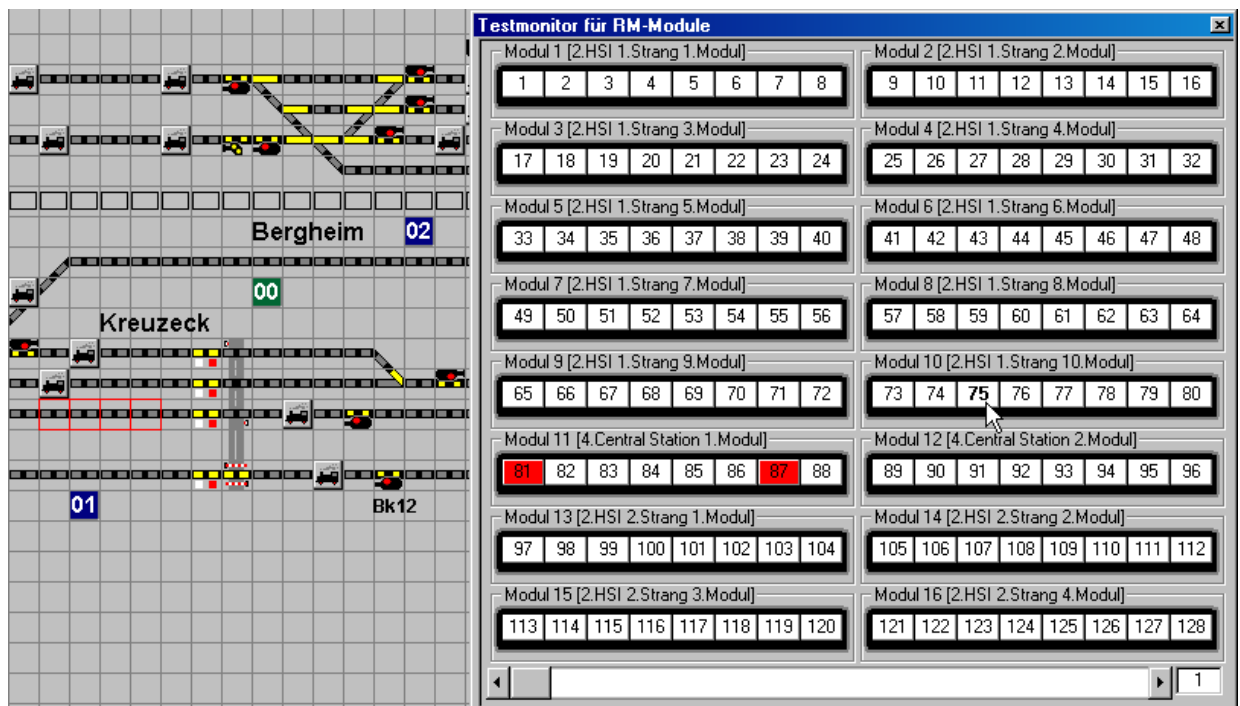 Bergheim
02
00
Kreuzeck
01
Bk12
Testmonitor für RM-Module
Modul 1 [2.HSI 1.Strang 1.Modul]
1 2 3 4 5 6 7 8
Modul 2 [2.HSI 1.Strang 2.Modul]
9 10 11 12 13 14 15 16
Modul 3 [2.HSI 1.Strang 3.Modul]
17 18 19 20 21 22 23 24
Modul 4 [2.HSI 1.Strang 4.Modul]
25 26 27 28 29 30 31 32
Modul 5 [2.HSI 1.Strang 5.Modul]
33 34 35 36 37 38 39 40
Modul 6 [2.HSI 1.Strang 6.Modul]
41 42 43 44 45 46 47 48
Modul 7 [2.HSI 1.Strang 7.Modul]
49 50 51 52 53 54 55 56
Modul 8 [2.HSI 1.Strang 8.Modul]
57 58 59 60 61 62 63 64
Modul 9 [2.HSI 1.Strang 9.Modul]
65 66 67 68 69 70 71 72
Modul 10 [2.HSI 1.Strang 10.Modul]
73 74 75 76 77 78 79 80
Modul 11 [4.Central Station 1.Modul]
81 82 83 84 85 86 87 88
Modul 12 [4.Central Station 2.Modul]
89 90 91 92 93 94 95 96
Modul 13 [2.HSI 2.Strang 1.Modul]
97 98 99 100 101 102 103 104
Modul 14 [2.HSI 2.Strang 2.Modul]
105 106 107 108 109 110 111 112
Modul 15 [2.HSI 2.Strang 3.Modul]
113 114 115 116 117 118 119 120
Modul 16 [2.HSI 2.Strang 4.Modul]
121 122 123 124 125 126 127 128
1